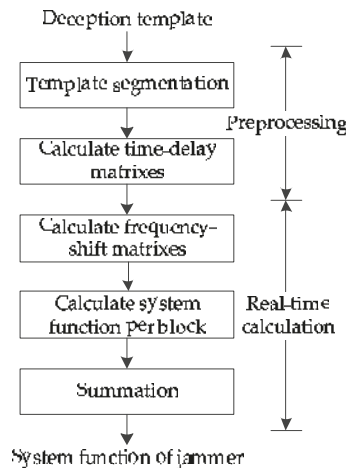 Deception template
Template segmentation
Preprocessing
Calculate time-delay
matrixes
Calculate frequency-
shift matrixes
Calculate system
function per block
Real-time
calculation
Summation
System function of jammer